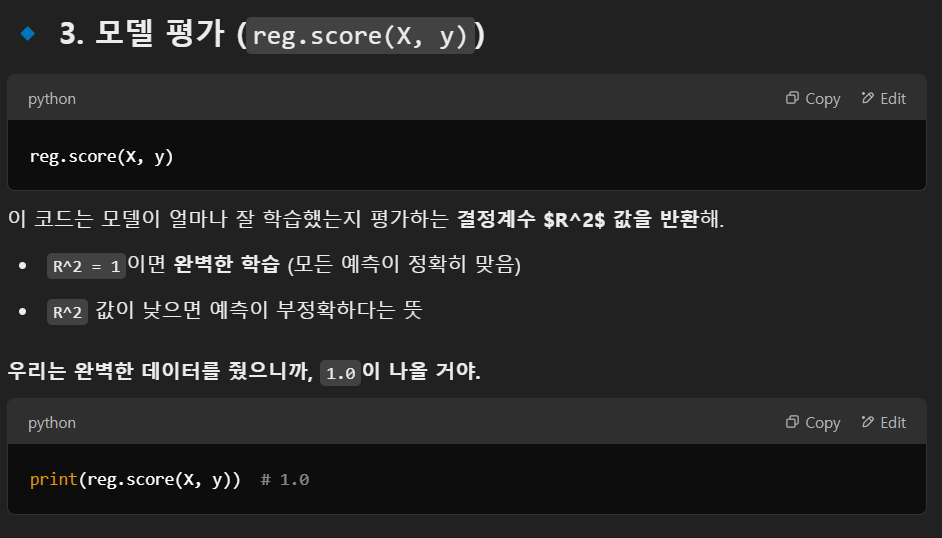 3. 모델 평가 (reg.score(X, y))
python Copy Edit
reg.score(X, y)
이 코드는 모델이 얼마나 잘 학습했는지 평가하는 결정계수 $R^2$ 값을 반환해.
R^2 = 1이면 완벽한 학습 (모든 예측이 정확히 맞음)
R^2 값이 낮으면 예측이 부정확하다는 뜻
우리는 완벽한 데이터를 줬으니까, 1.0이 나올 거야.
python Copy Edit
print(reg.score(X, y))  # 1.0